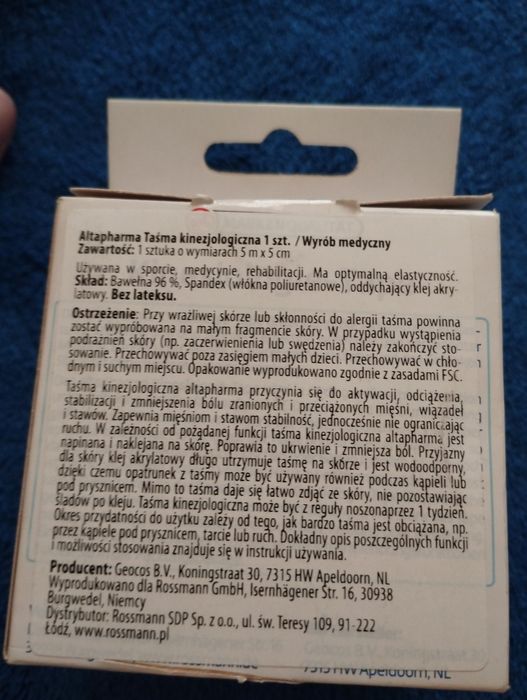 Altapharma Taśma kinezjologiczna 1 szt. / Wyrób medyczny
Zawartość: 1 sztuka o wymiarach 5 m x 5 cm
Używana w sporcie, medycynie, rehabilitacji. Ma optymalną elastyczność.
Skład: Bawełna 96 %, Spandex (włókna poliuretanowe), oddychający klej akry-
latowy. Bez lateksu.
Ostrzeżenie: Przy wrażliwej skórze lub skłonności do alergii taśma powinna
zostać wypróbowana na małym fragmencie skóry. W przypadku wystąpienia
podrażnień skóry (np. zaczerwienienia lub swędzenia) należy zakończyć sto-
sowanie. Przechowywać poza zasięgiem małych dzieci. Przechowywać w chło-
dnym i suchym miejscu. Opakowanie wyprodukowano zgodnie z zasadami FSC.
Taśma kinezjologiczna altapharma przyczynia się do aktywacji, odciążenia,
stabilizacji i zmniejszenia bólu zranionych i przeciążonych mięśni, wiązadeł
i stawów. Zapewnia mięśniom i stawom stabilność, jednocześnie nie ograniczając
ruchu. W zależności od pożądanej funkcji taśma kinezjologiczna altapharma jest
napinana i naklejana na skórę. Poprawia to ukrwienie i zmniejsza ból. Przyjazny
dla skóry klej akrylatowy długo utrzymuje taśmę na skórze i jest wodoodporny,
dzięki czemu opatrunek z taśmy może być używany również podczas kąpieli lub
pod prysznicem. Mimo to taśma daje się łatwo zdjąć ze skóry, nie pozostawiając
śladów po kleju. Taśma kinezjologiczna może być z reguły noszonaprzez 1 tydzień.
Okres przydatności do użytku zależy od tego, jak bardzo taśma jest obciązana, np.
przez kąpiele pod prysznicem, tarcie lub ruch. Dokładny opis poszczególnych funkcji
i możliwości stosowania znajduje się w instrukcji używania.
Producent: Geocos B.V., Koningstraat 30, 7315 HW Apeldoorn, NL
Wyprodukowano dla Rossmann GmbH, Isernhägener Str. 16, 30938
Burgwedel, Niemcy
Dystrybutor: Rossmann SDP Sp. z o.o., ul. św. Teresy 109, 91-222
Łódź, www.rossmann.pl
7315 HW Apeldoorn, NL